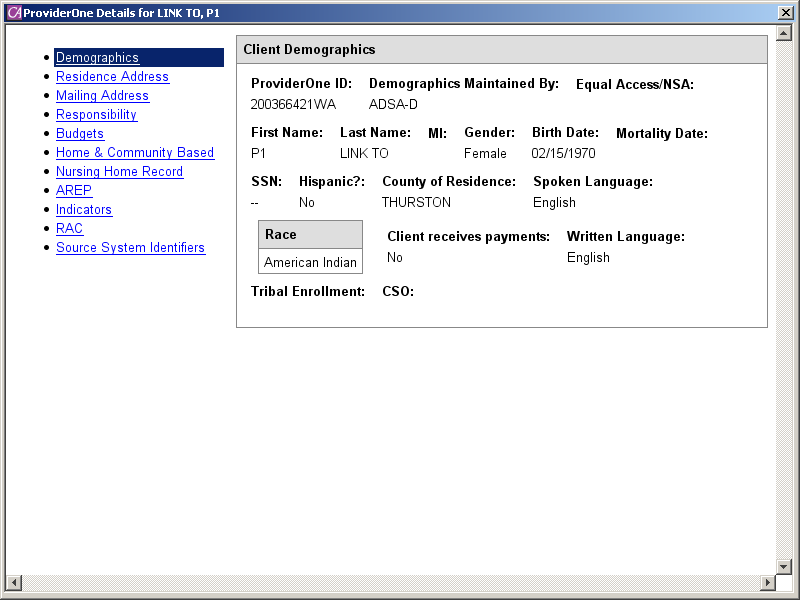 CA ProviderOne Details for LINK TO, P1
Demographics
Residence Address
Mailing Address
Responsibility
Budgets
Home & Community Based
Nursing Home Record
AREP
Indicators
RAC
Source System Identifiers
Client Demographics
ProviderOne ID: Demographics Maintained By: Equal Access/NSA:
200366421WA ADSA-D
First Name: Last Name: MI: Gender: Birth Date: Mortality Date:
P1 LINK TO Female 02/15/1970
SSN: Hispanic?: County of Residence: Spoken Language:
-- No THURSTON English
Race Client receives payments: Written Language:
American Indian No English
Tribal Enrollment: CSO: